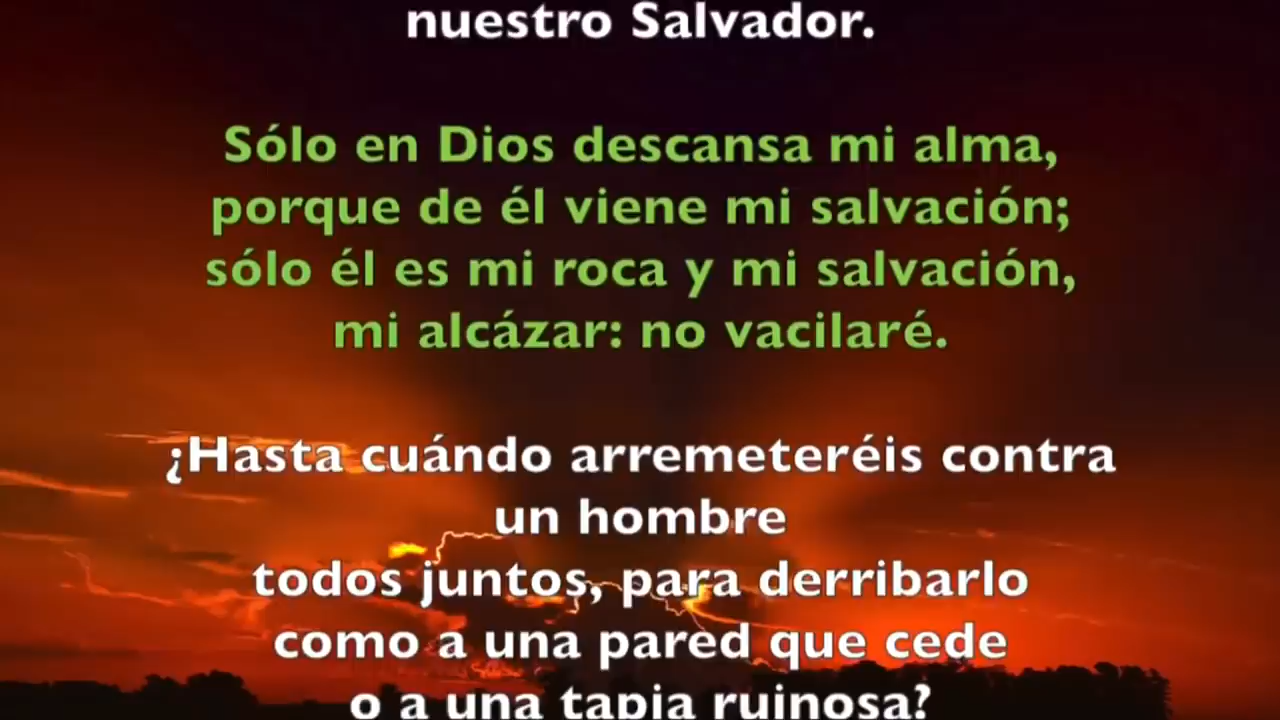 nuestro Salvador.
Sólo en Dios descansa mi alma,
porque de él viene mi salvación;
sólo él es mi roca y mi salvación,
mi alcázar: no vacilaré.
¿Hasta cuándo arremeteréis contra
un hombre
todos juntos, para derribarlo
como a una pared que cede
o a una tapia ruinosa?